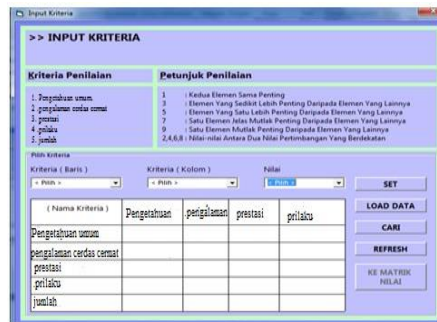 Input Kriteria
>> INPUT KRITERIA
Kriteria Penilaian
1. Pengetahuan umum
2 .pengalaman cerdas cermat
3. prestasi
4 .prilaku
5. jumlah
Petunjuk Penilaian
1 : Kedua Elemen Sama Penting
3 : Elemen Yang Sedikit Lebih Penting Daripada Elemen Yang Lainnya
5 : Elemen Yang Satu Lebih Penting Daripada Elemen Yang Lainnya
7 : Satu Elemen Jelas Mutlak Penting Daripada Elemen Yang Lainnya
9 : Satu Elemen Mutlak Penting Daripada Elemen Yang Lainnya
2,4,6,8 : Nilai-nilai Antara Dua Nilai Pertimbangan Yang Berdekatan
Pilih Kriteria
Kriteria ( Baris ) Kriteria ( Kolom ) Nilai
< Pilih > < Pilih > < Pilih > SET
( Nama Kriteria ) Pengetahuan .pengalaman prestasi prilaku
Pengetahuan umum
pengalaman cerdas cermat
prestasi
.prilaku
jumlah
LOAD DATA
CARI
REFRESH
KE MATRIK
NILAI